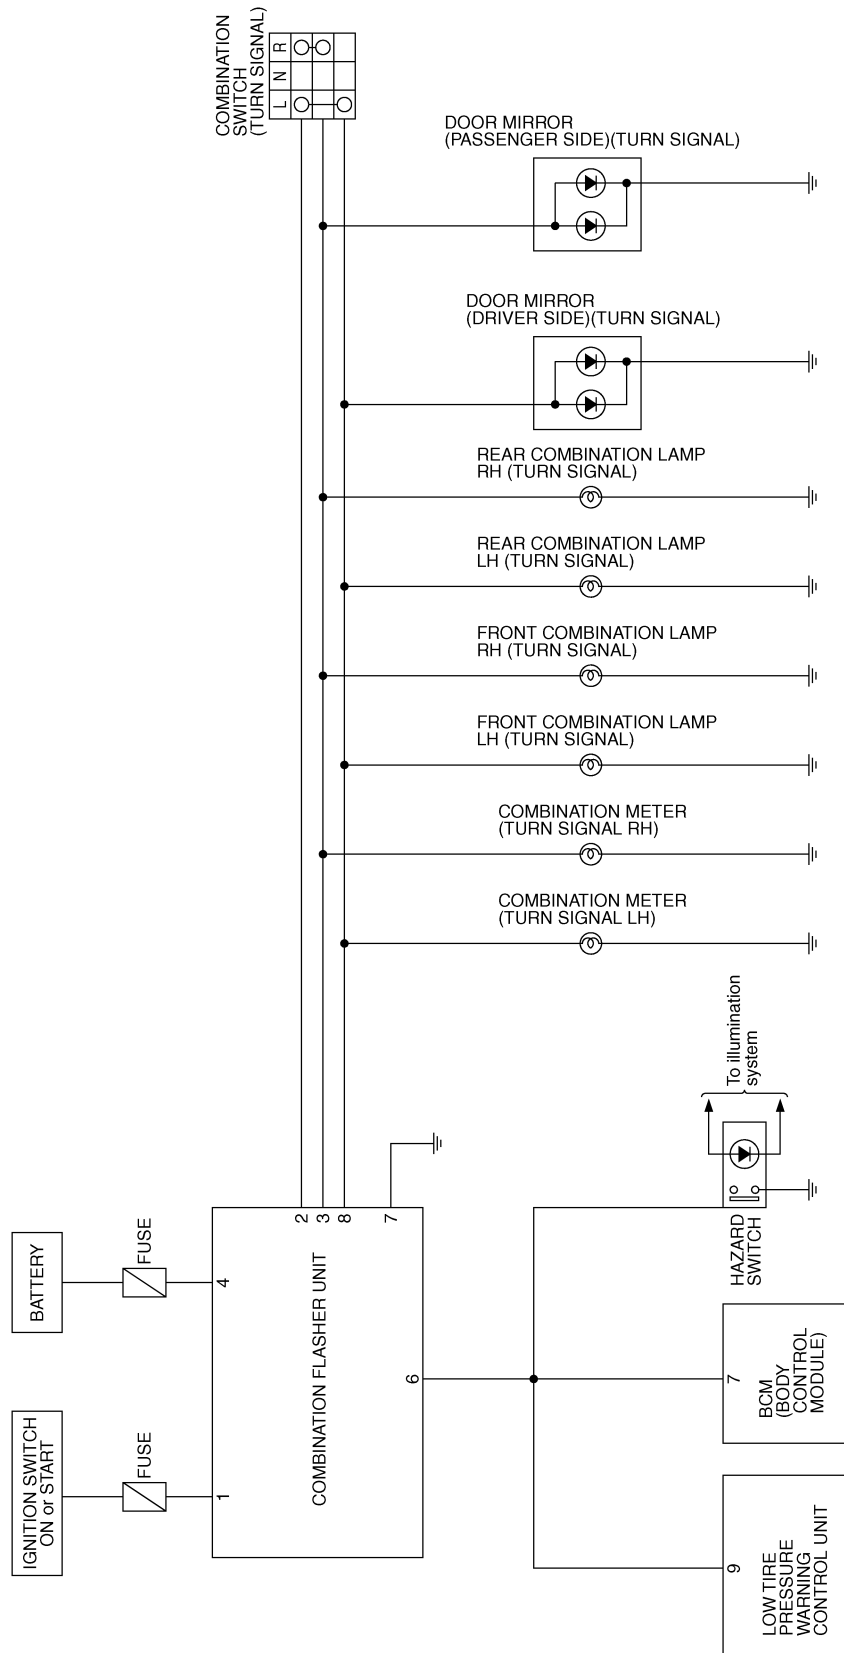 COMBINATION
SWITCH
(TURN SIGNAL)
L N R
DOOR MIRROR
(PASSENGER SIDE)(TURN SIGNAL)
DOOR MIRROR
(DRIVER SIDE)(TURN SIGNAL)
REAR COMBINATION LAMP
RH (TURN SIGNAL)
REAR COMBINATION LAMP
LH (TURN SIGNAL)
FRONT COMBINATION LAMP
RH (TURN SIGNAL)
FRONT COMBINATION LAMP
LH (TURN SIGNAL)
COMBINATION METER
(TURN SIGNAL RH)
COMBINATION METER
(TURN SIGNAL LH)
To illumination
system
HAZARD
SWITCH
BATTERY
FUSE
4
2
3
8
7
COMBINATION FLASHER UNIT
6
IGNITION SWITCH
ON or START
FUSE
1
7
BCM
(BODY
CONTROL
MODULE)
9
LOW TIRE
PRESSURE
WARNING
CONTROL UNIT